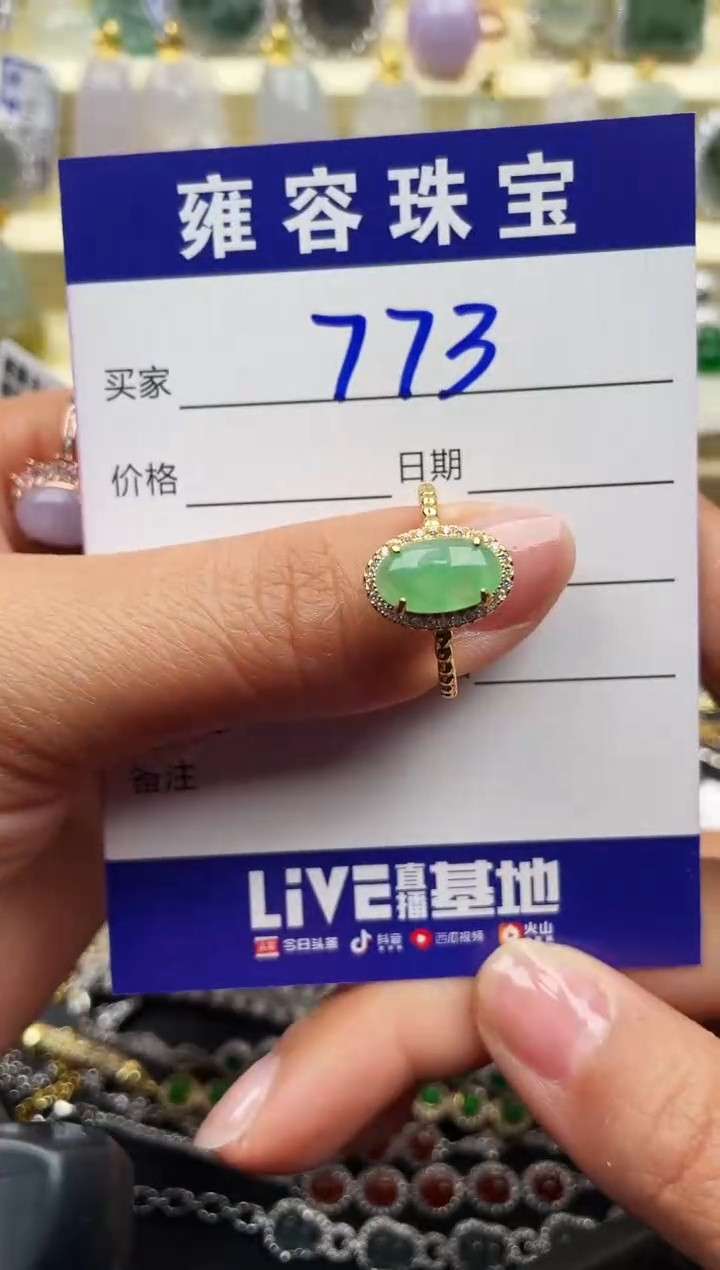 雍容珠宝
买家 773
价格 日期
备注
LiVE直播基地
今日头条 抖音 西瓜视频 火山